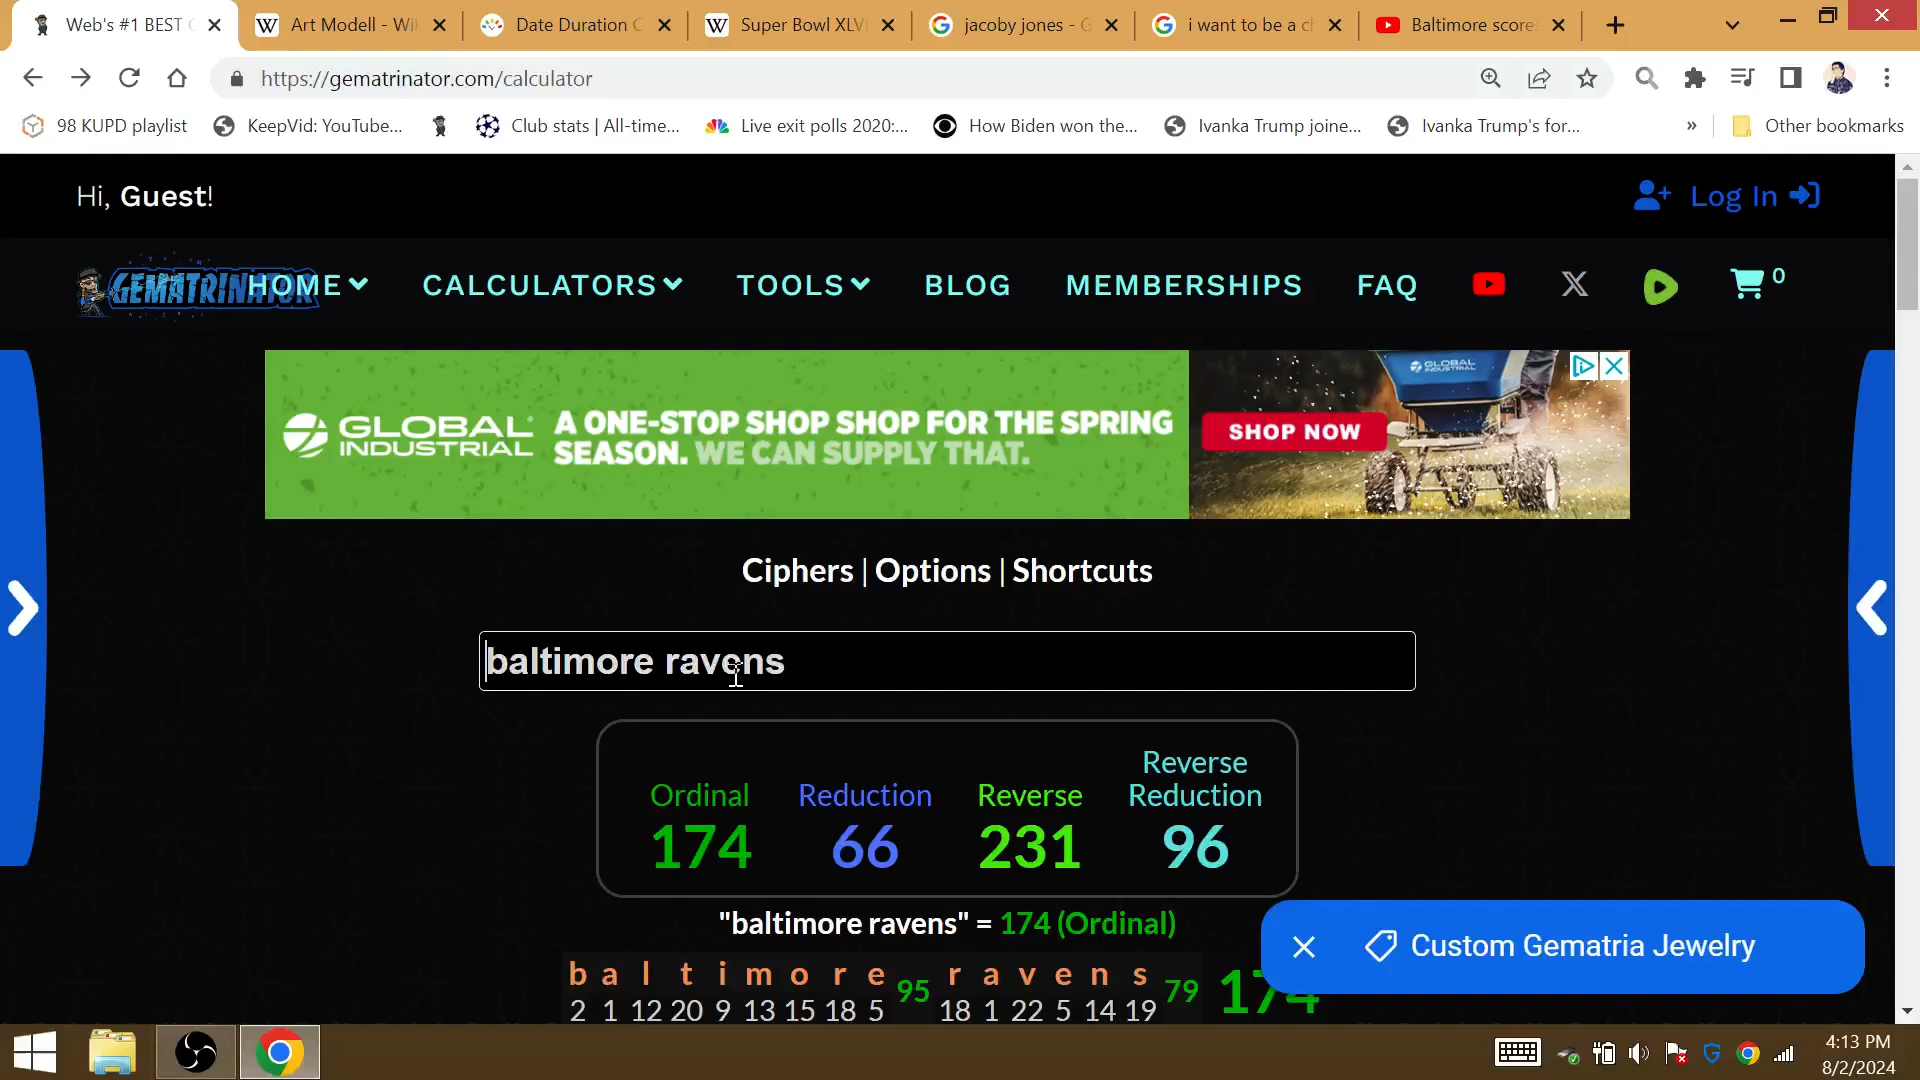 Web's #1 BEST
Art Modell - Wi
Date Duration C
Super Bowl XLV
jacoby jones - G
i want to be a ch
Baltimore score
https://gematrinator.com/calculator
98 KUPD playlist
KeepVid: YouTube...
Club stats | All-time...
Live exit polls 2020:...
How Biden won the...
Ivanka Trump joine...
Ivanka Trump's for...
»
Other bookmarks
Hi, Guest!
Log In
GEMATRINATOR
HOME
CALCULATORS
TOOLS
BLOG
MEMBERSHIPS
FAQ
0
GLOBAL INDUSTRIAL
A ONE-STOP SHOP SHOP FOR THE SPRING
SEASON. WE CAN SUPPLY THAT.
SHOP NOW
GLOBAL INDUSTRIAL
Ciphers | Options | Shortcuts
baltimore ravens
Ordinal
174
Reduction
66
Reverse
231
Reverse
Reduction
96
"baltimore ravens" = 174 (Ordinal)
b a l t i m o r e 95 r a v e n s 79 174
2 1 12 20 9 13 15 18 5 18 1 22 5 14 19
Custom Gematria Jewelry
4:13 PM
8/2/2024